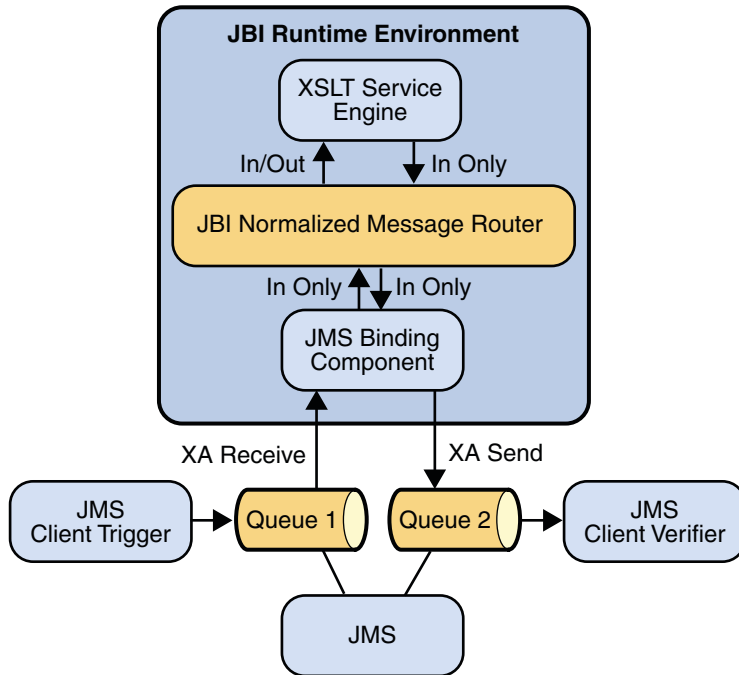 JBI Runtime Environment
XSLT Service
Engine
In/Out
In Only
JBI Normalized Message Router
In Only
In Only
JMS Binding
Component
XA Receive
XA Send
JMS
Client Trigger
Queue 1
Queue 2
JMS
Client Verifier
JMS